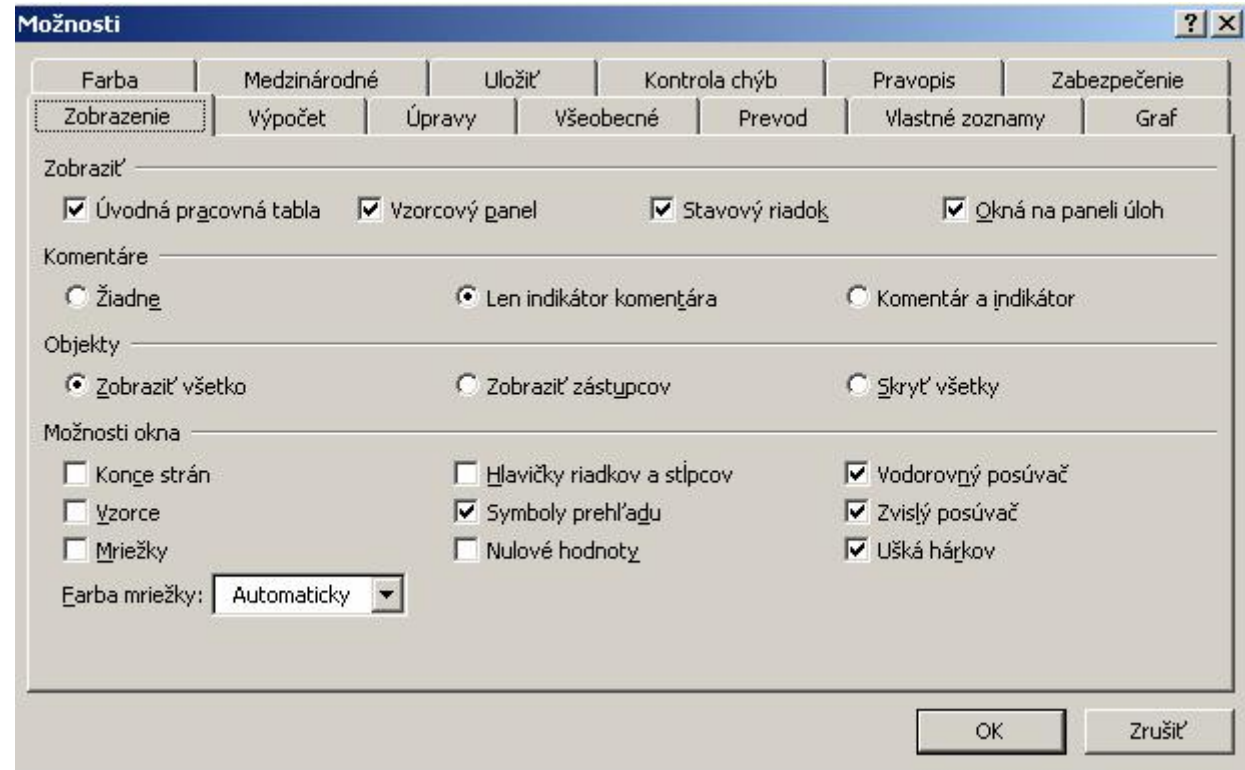 Možnosti
Farba Medzinárodné Uložiť Kontrola chýb Pravopis Zabezpečenie
Zobrazenie Výpočet Úpravy Všeobecné Prevod Vlastné zoznamy Graf
Zobraziť
Úvodná pracovná tabla Vzorcový panel Stavový riadok Okná na paneli úloh
Komentáre
Žiadne Len indikátor komentára Komentár a indikátor
Objekty
Zobraziť všetko Zobraziť zástupcov Skryť všetky
Možnosti okna
Konce strán Hlavičky riadkov a stĺpcov Vodorovný posúvač
Vzorce Symboly prehľadu Zvislý posúvač
Mriežky Nulové hodnoty Uška hárkov
Farba mriežky: Automaticky
OK Zrušiť